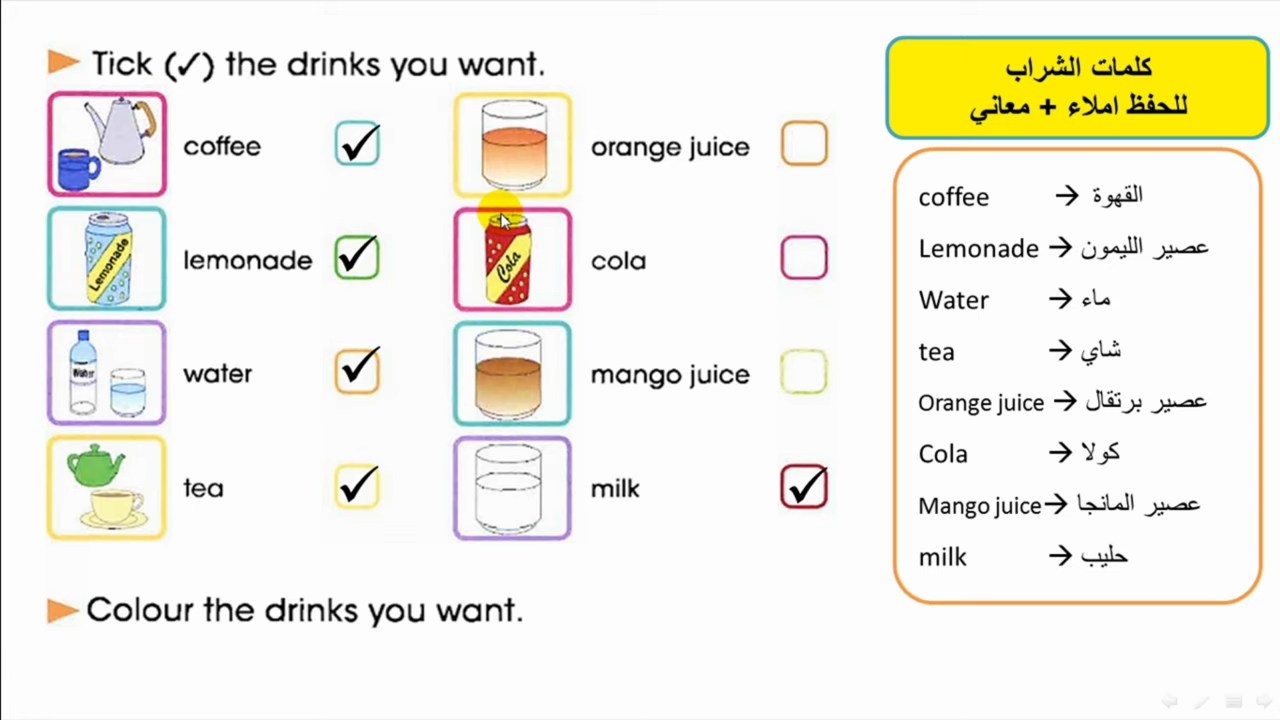 Tick (✓) the drinks you want.
coffee
orange juice
lemonade
Lemonade
cola
Cola
water
Water
mango juice
tea
milk
Colour the drinks you want.
كلمات الشراب
للحفظ املاء + معاني
coffee → القهوة
Lemonade → عصير الليمون
Water → ماء
tea → شاي
Orange juice → عصير برتقال
Cola → كولا
Mango juice → عصير المانجا
milk → حليب